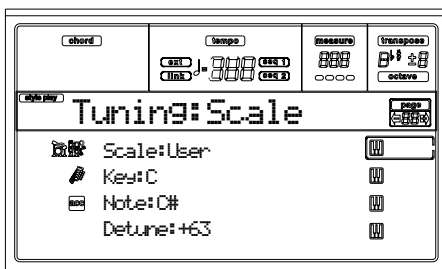 chord tempo measure transpose
ext ♩= seq 1
link seq 2
octave
style play Tuning:Scale page
Scale:User
Key:C
acc Note:C#
Detune:+63